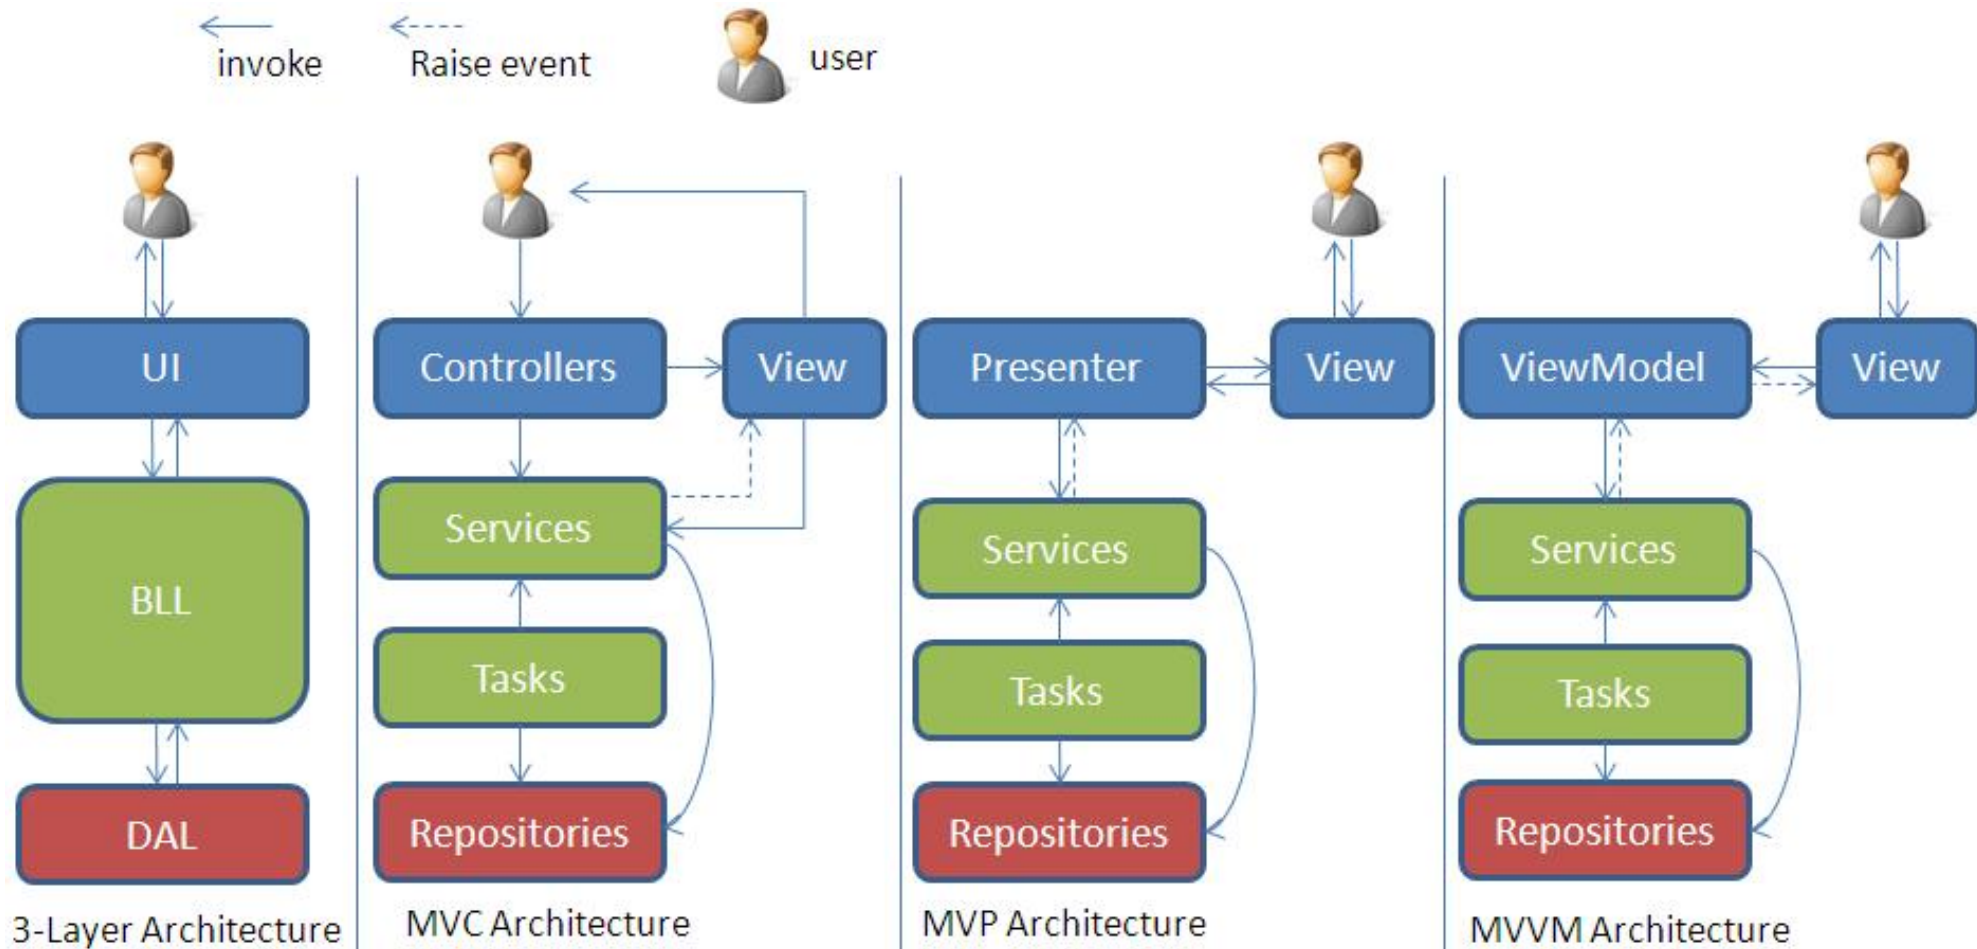 invoke
Raise event
user
UI
BLL
DAL
3-Layer Architecture
Controllers
View
Services
Tasks
Repositories
MVC Architecture
Presenter
View
Services
Tasks
Repositories
MVP Architecture
ViewModel
View
Services
Tasks
Repositories
MVVM Architecture